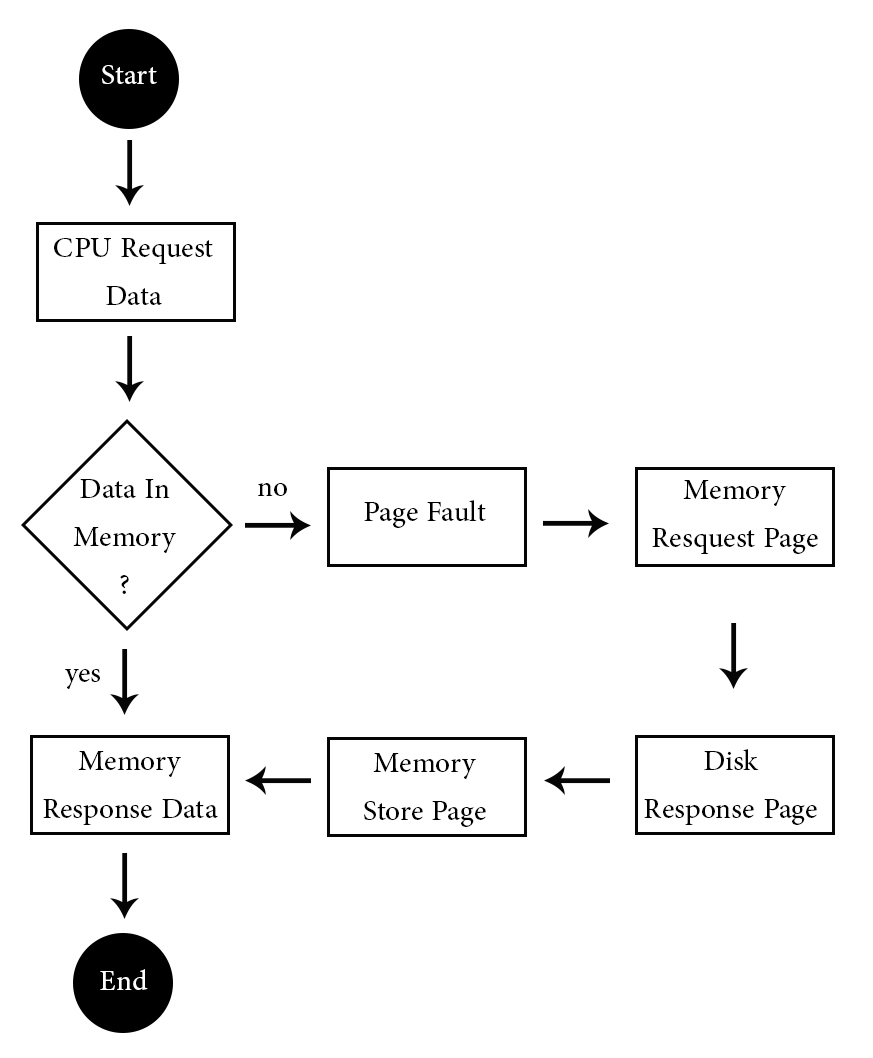 Start
CPU Request
Data
Data In
Memory
?
no
Page Fault
Memory
Resquest Page
yes
Memory
Response Data
Memory
Store Page
Disk
Response Page
End